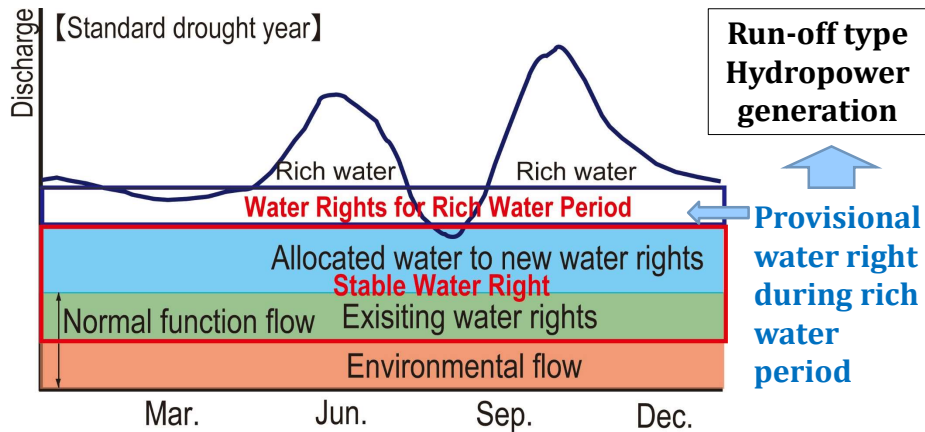 【Standard drought year】
Discharge
Run-off type
Hydropower
generation
Rich water
Rich water
Water Rights for Rich Water Period
Provisional
water right
during rich
water
period
Allocated water to new water rights
Stable Water Right
Normal function flow
Exisiting water rights
Environmental flow
Mar.
Jun.
Sep.
Dec.